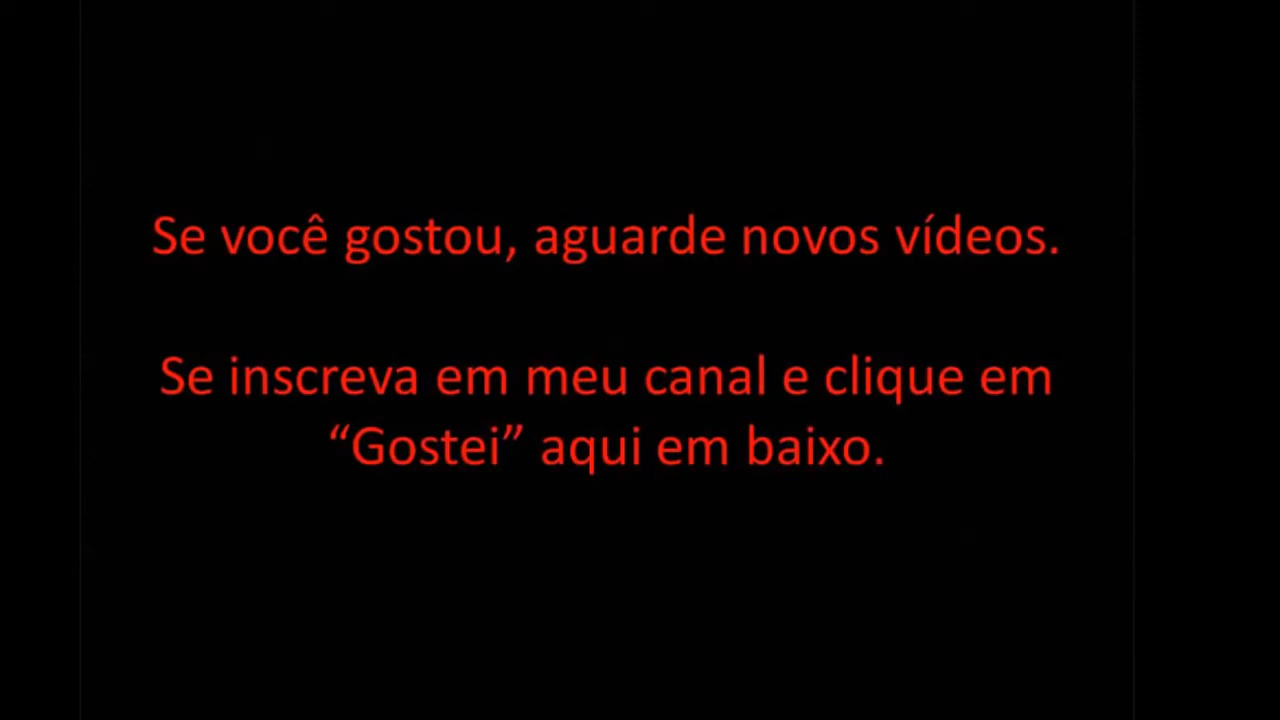 Se você gostou, aguarde novos vídeos.
Se inscreva em meu canal e clique em
“Gostei” aqui em baixo.